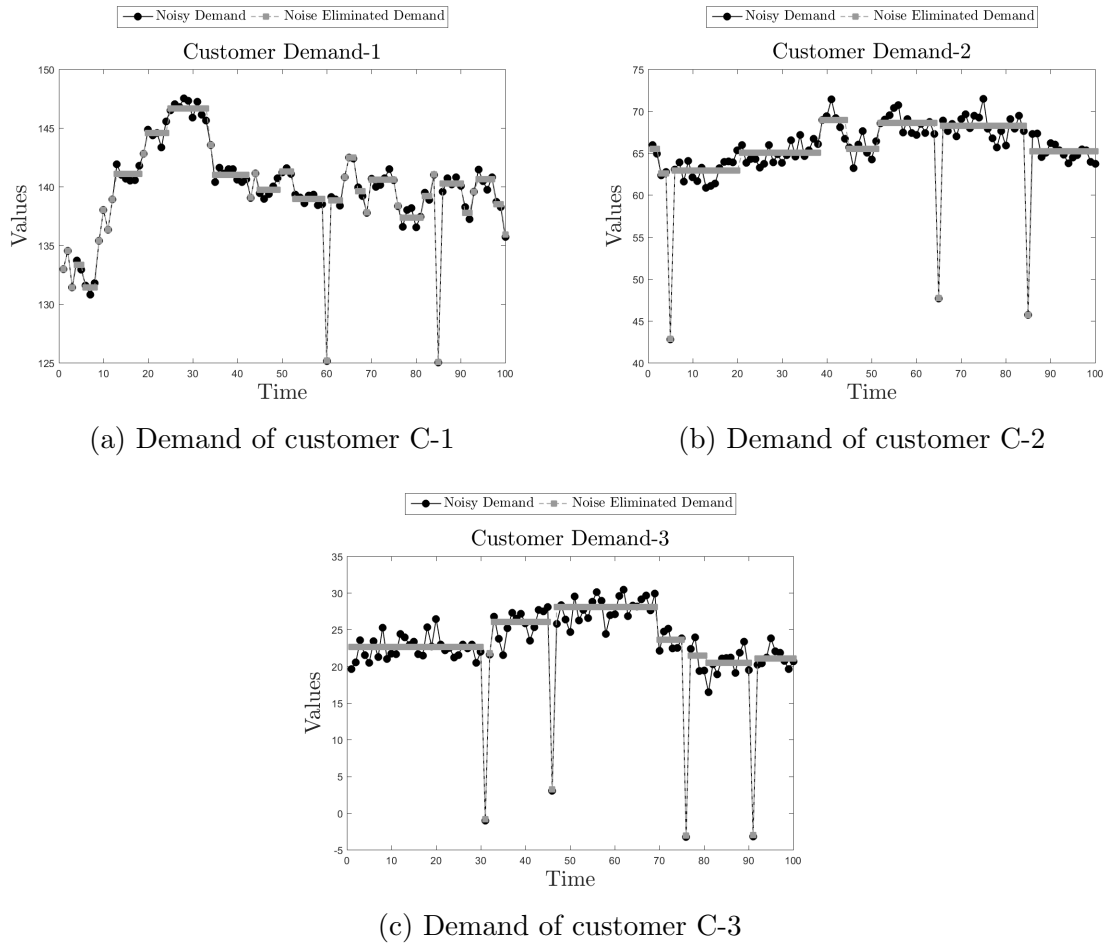 Noisy Demand Noise Eliminated Demand
Noisy Demand Noise Eliminated Demand
Customer Demand-1
Customer Demand-2
150
145
140
135
130
125
Values
0 10 20 30 40 50 60 70 80 90 100
Time
75
70
65
60
55
50
45
40
Values
0 10 20 30 40 50 60 70 80 90 100
Time
(a) Demand of customer C-1
(b) Demand of customer C-2
Noisy Demand Noise Eliminated Demand
Customer Demand-3
35
30
25
20
15
10
5
0
-5
Values
0 10 20 30 40 50 60 70 80 90 100
Time
(c) Demand of customer C-3